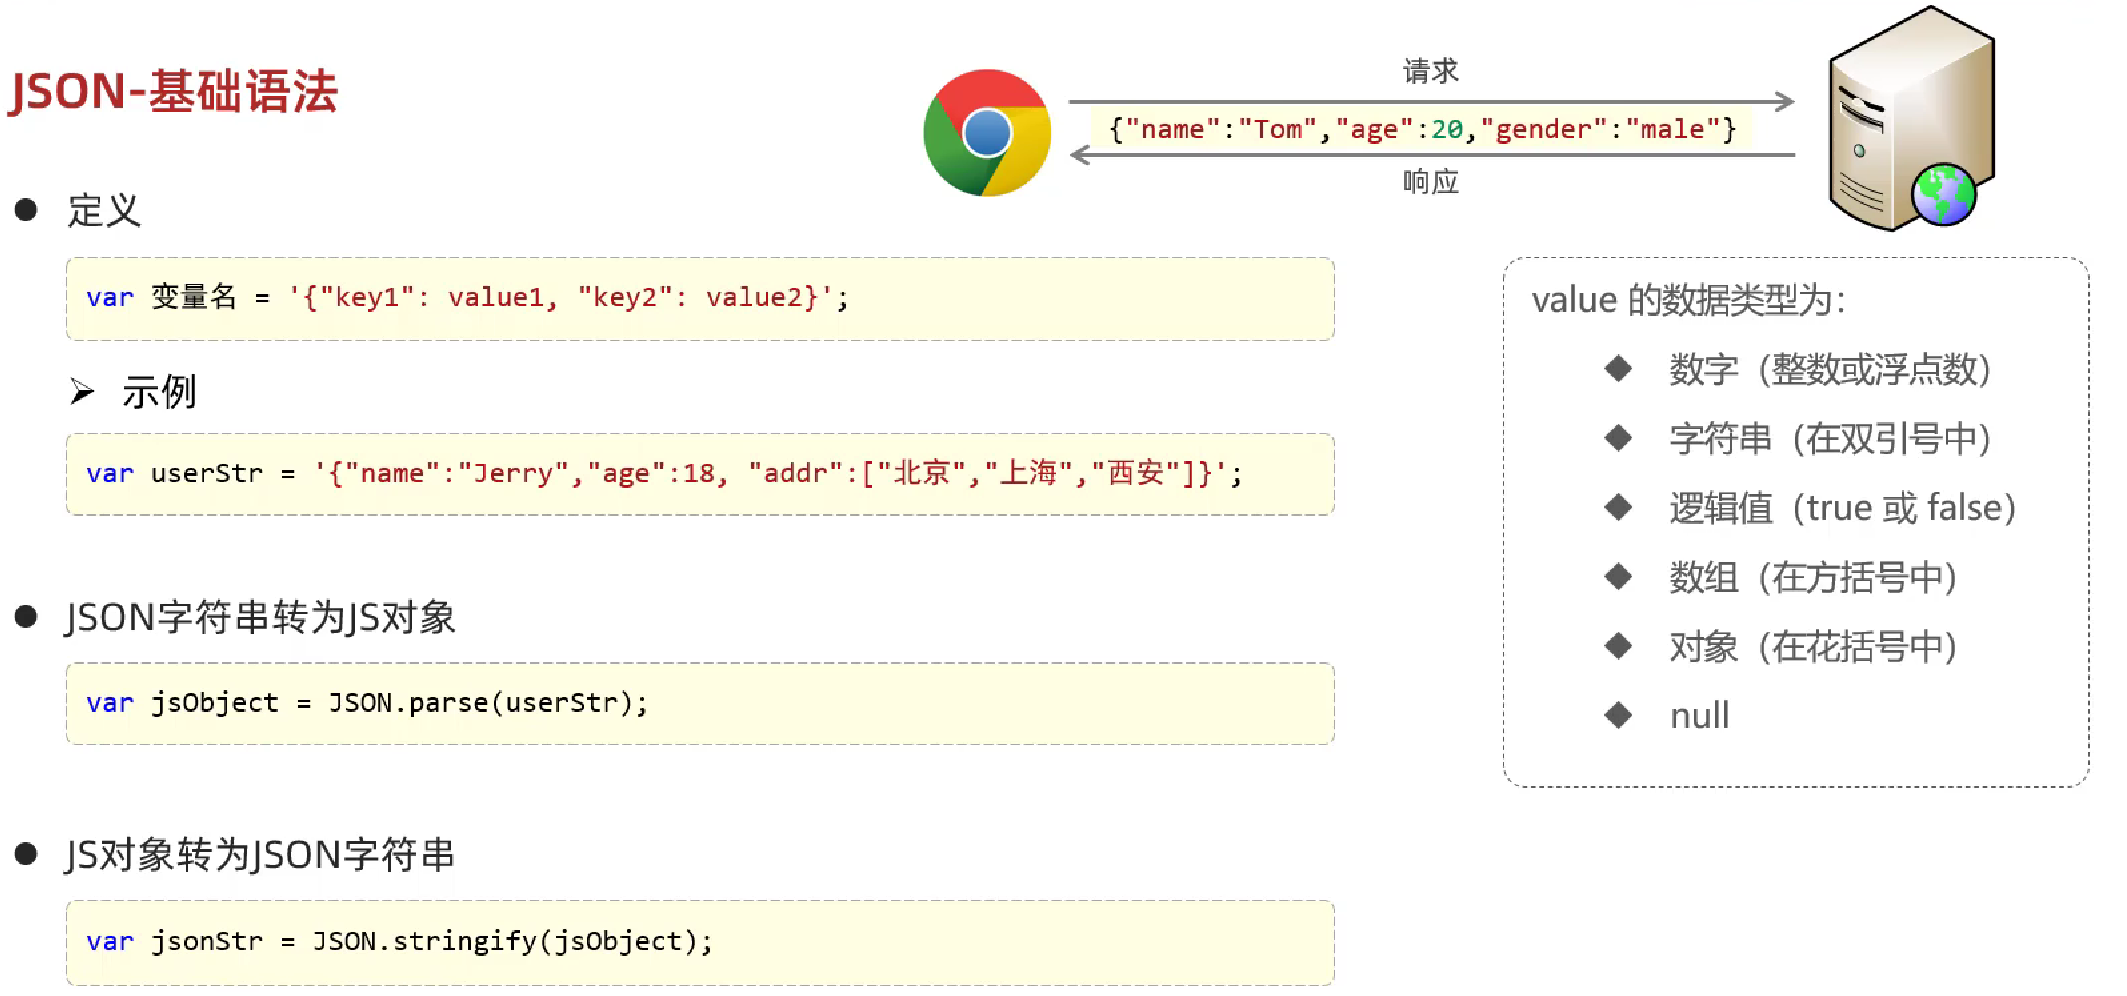 JSON-基础语法
请求
{"name":"Tom","age":20,"gender":"male"}
响应
定义
var 变量名 = '{"key1": value1, "key2": value2}';
示例
var userStr = '{"name":"Jerry","age":18, "addr":["北京","上海","西安"]}';
JSON字符串转为JS对象
var jsObject = JSON.parse(userStr);
JS对象转为JSON字符串
var jsonStr = JSON.stringify(jsObject);
value 的数据类型为：
数字（整数或浮点数）
字符串（在双引号中）
逻辑值（true 或 false）
数组（在方括号中）
对象（在花括号中）
null